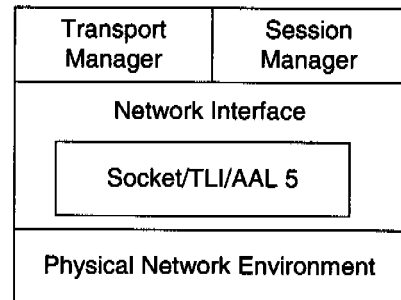 Transport
Manager
Session
Manager
Network Interface
Socket/TLI/AAL 5
Physical Network Environment